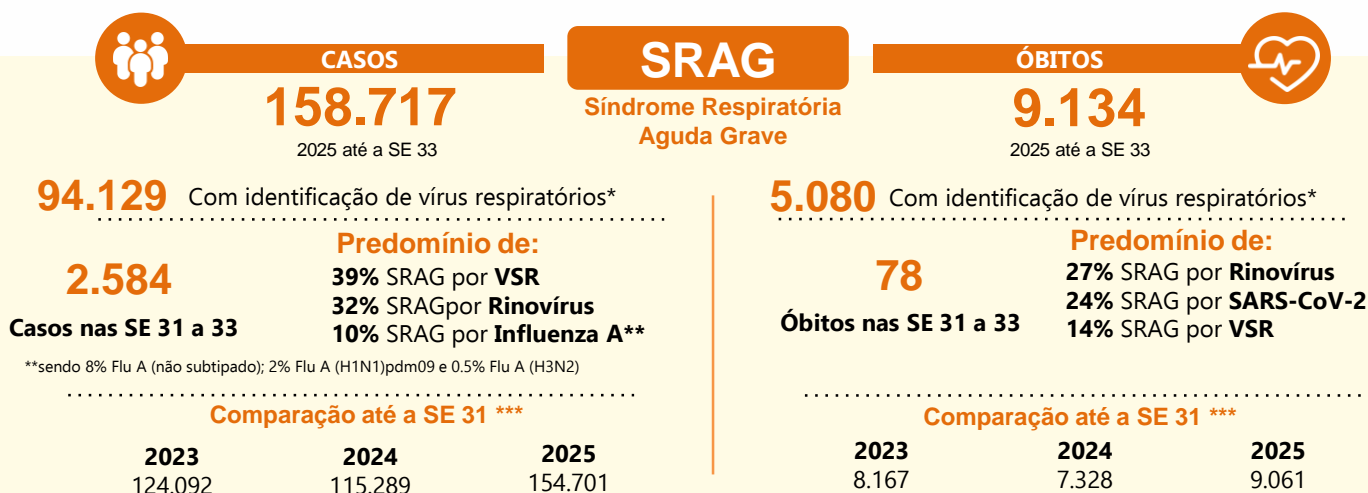 CASOS
158.717
2025 até a SE 33
SRAG
Síndrome Respiratória
Aguda Grave
ÓBITOS
9.134
2025 até a SE 33
94.129 Com identificação de vírus respiratórios*
Predomínio de:
2.584
Casos nas SE 31 a 33
39% SRAG por VSR
32% SRAGpor Rinovírus
10% SRAG por Influenza A**
**sendo 8% Flu A (não subtipado); 2% Flu A (H1N1)pdm09 e 0.5% Flu A (H3N2)
Comparação até a SE 31 ***
2023 2024 2025
124.092 115.289 154.701
5.080 Com identificação de vírus respiratórios*
Predomínio de:
78
Óbitos nas SE 31 a 33
27% SRAG por Rinovírus
24% SRAG por SARS-CoV-2
14% SRAG por VSR
Comparação até a SE 31 ***
2023 2024 2025
8.167 7.328 9.061